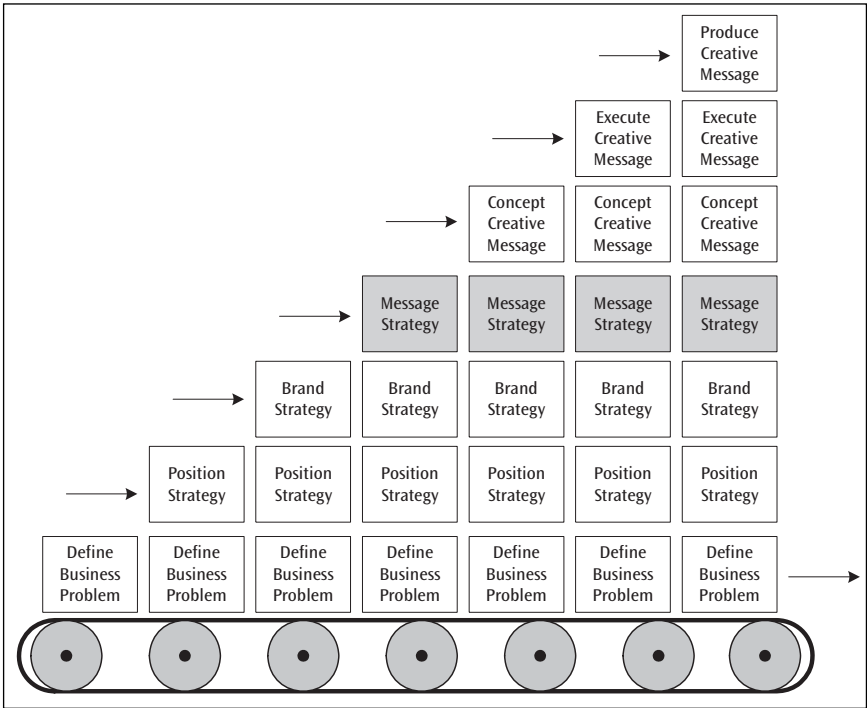 Produce
Creative
Message
Execute Execute
Creative Creative
Message Message
Concept Concept Concept
Creative Creative Creative
Message Message Message
Message Message Message Message
Strategy Strategy Strategy Strategy
Brand Brand Brand Brand Brand
Strategy Strategy Strategy Strategy Strategy
Position Position Position Position Position Position
Strategy Strategy Strategy Strategy Strategy Strategy
Define Define Define Define Define Define Define
Business Business Business Business Business Business Business
Problem Problem Problem Problem Problem Problem Problem